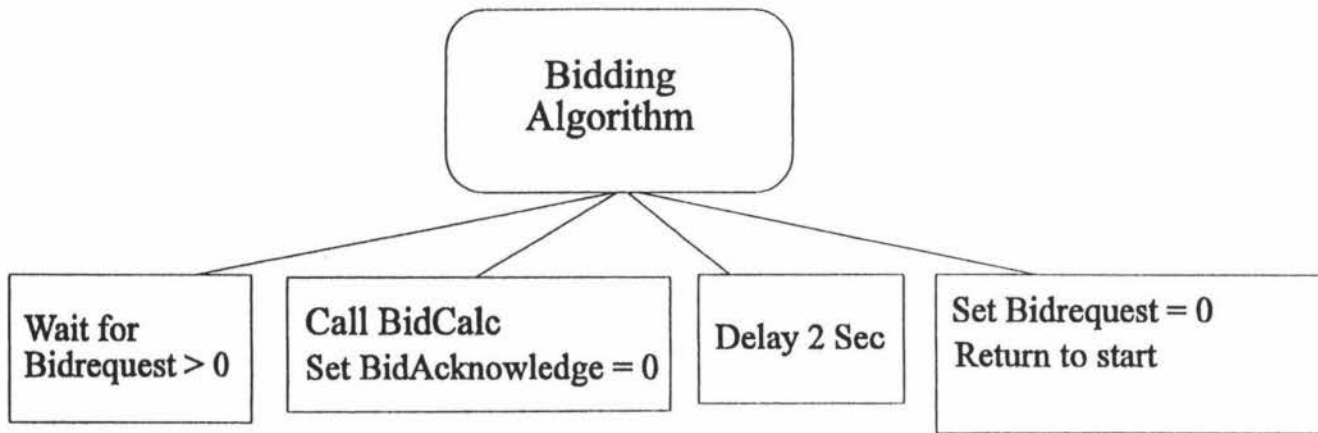 Bidding
Algorithm
Wait for
Bidrequest > 0
Call BidCalc
Set BidAcknowledge = 0
Delay 2 Sec
Set Bidrequest = 0
Return to start